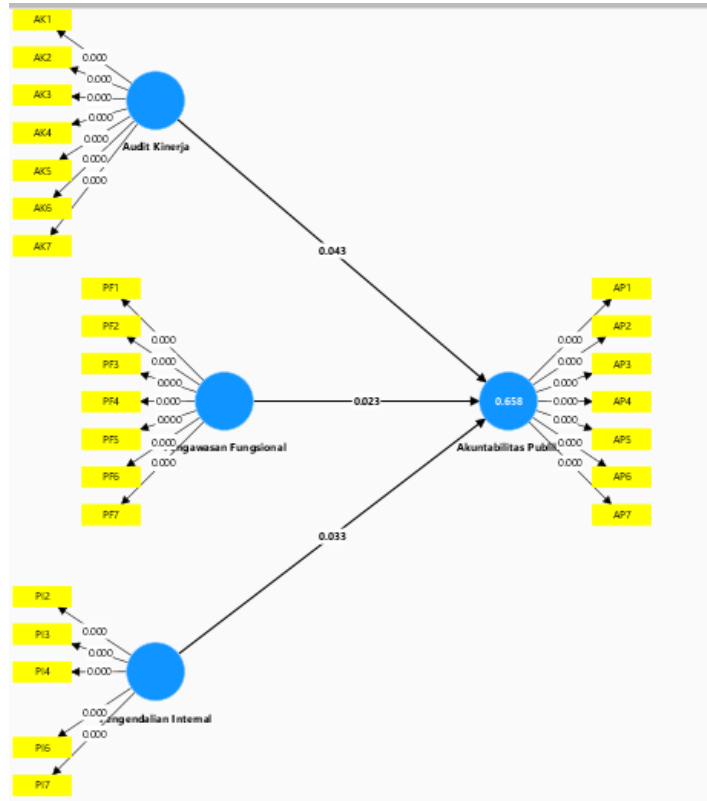 AK1
AK2
AK3
AK4
AK5
AK6
AK7
0.000
0.000
0.000
0.000
0.000
0.000
0.000
Audit Kinerja
0.043
PF1
PF2
PF3
PF4
PF5
PF6
PF7
0.000
0.000
0.000
0.000
0.000
0.000
0.000
Fungsional
0.023
0.658
Akuntabilitas
AP1
AP2
AP3
AP4
AP5
AP6
AP7
0.000
0.000
0.000
0.000
0.000
0.000
0.000
0.033
PI2
PI3
PI4
PI6
PI7
0.000
0.000
0.000
0.000
0.000
Internal